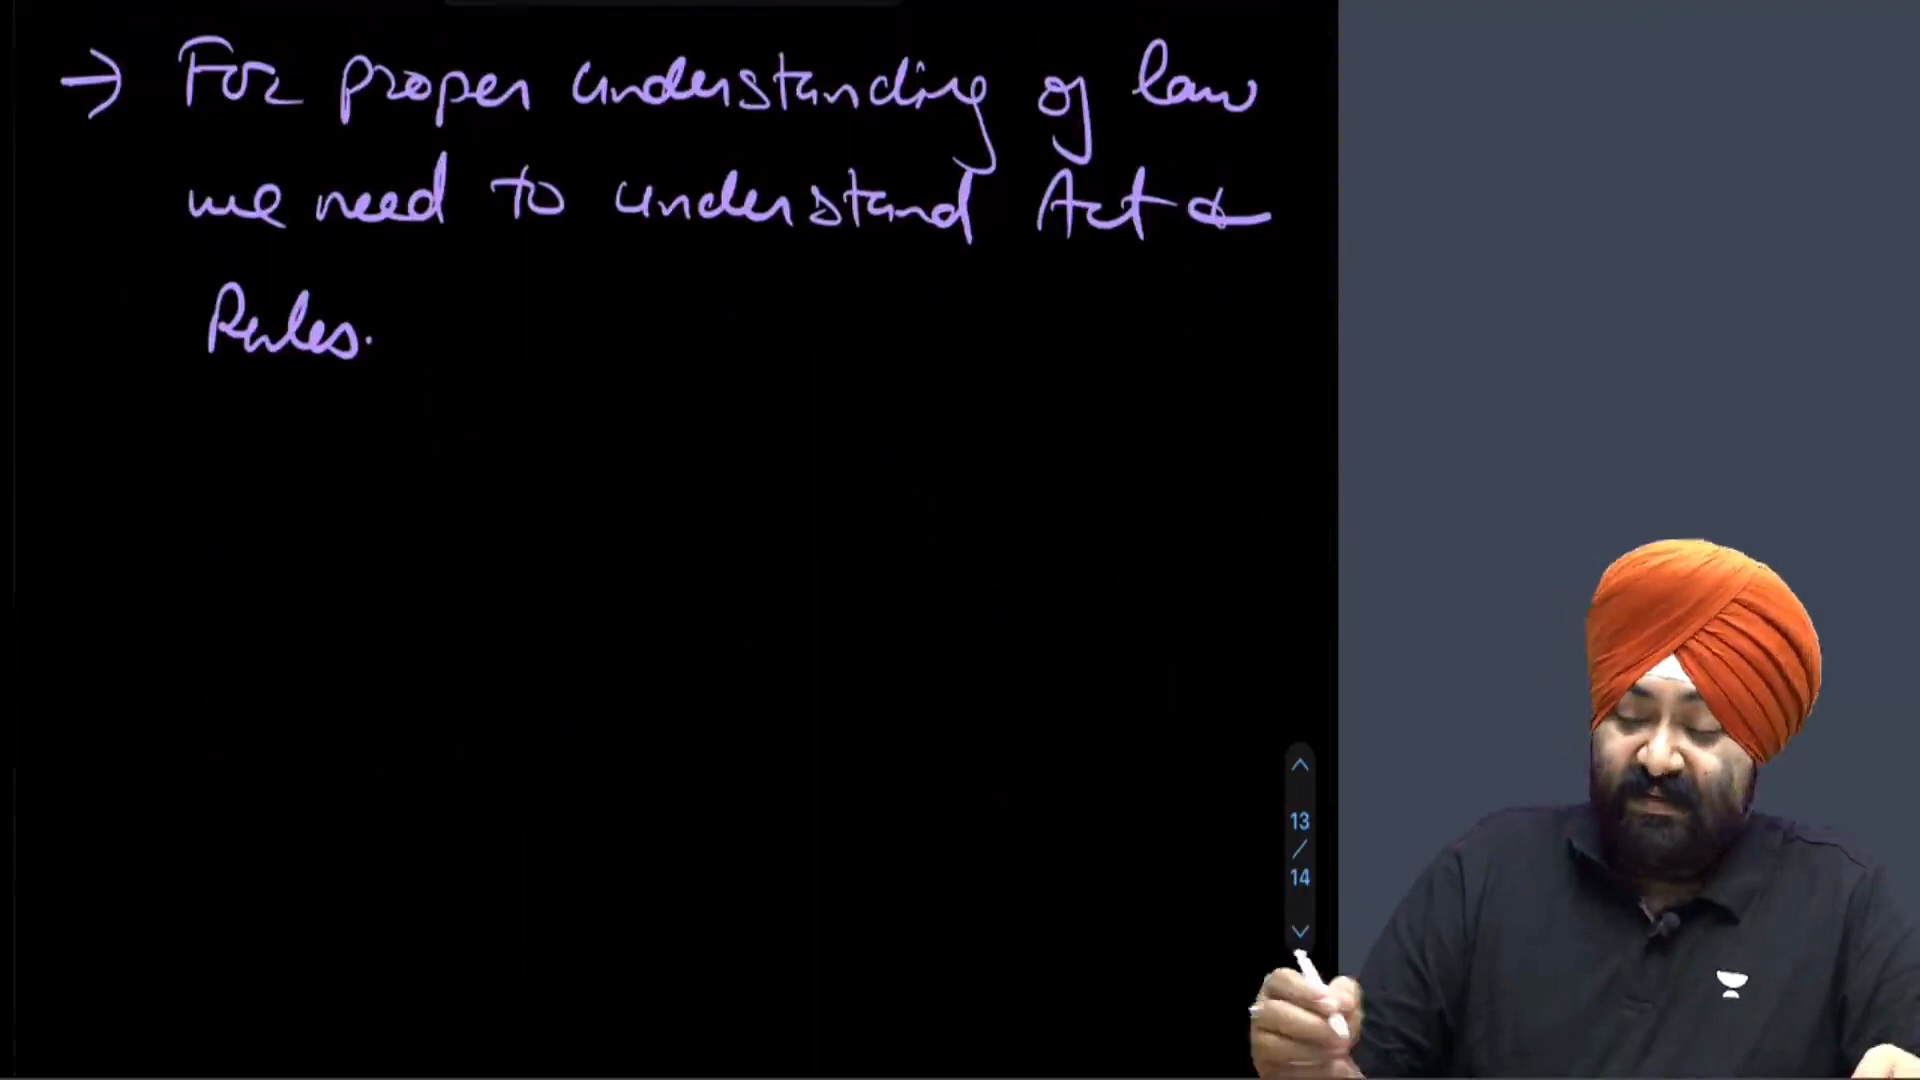 → For proper understanding of law
we need to understand Act &
Rules.
13
/
14